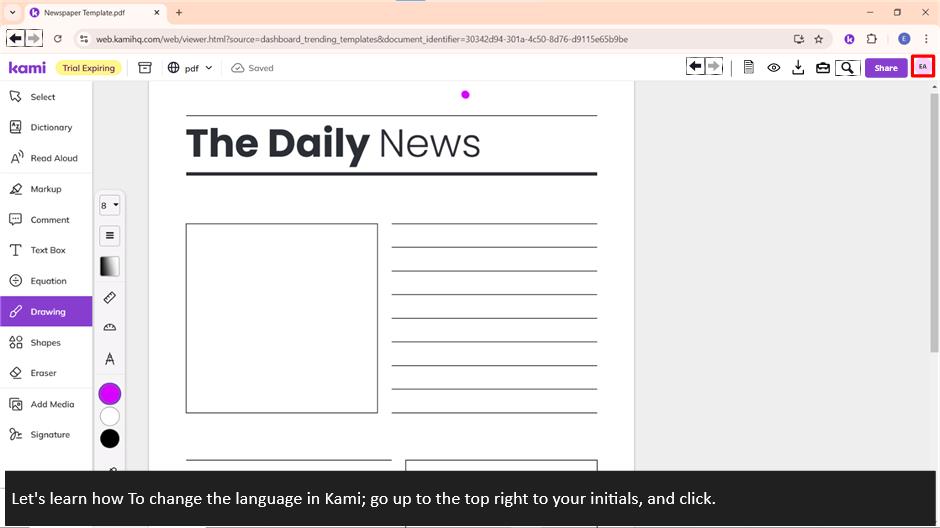 Newspaper Template.pdf
web.kamihq.com/web/viewer.html?source=dashboard_trending_templates&document_identifier=30342d94-301a-4c50-8d76-d9115e65b9be
E
kami Trial Expiring pdf Saved Share EA
Select
Dictionary
Read Aloud
Markup
Comment
Text Box
Equation
Drawing
Shapes
Eraser
Add Media
Signature
8
The Daily News
Let's learn how To change the language in Kami; go up to the top right to your initials, and click.